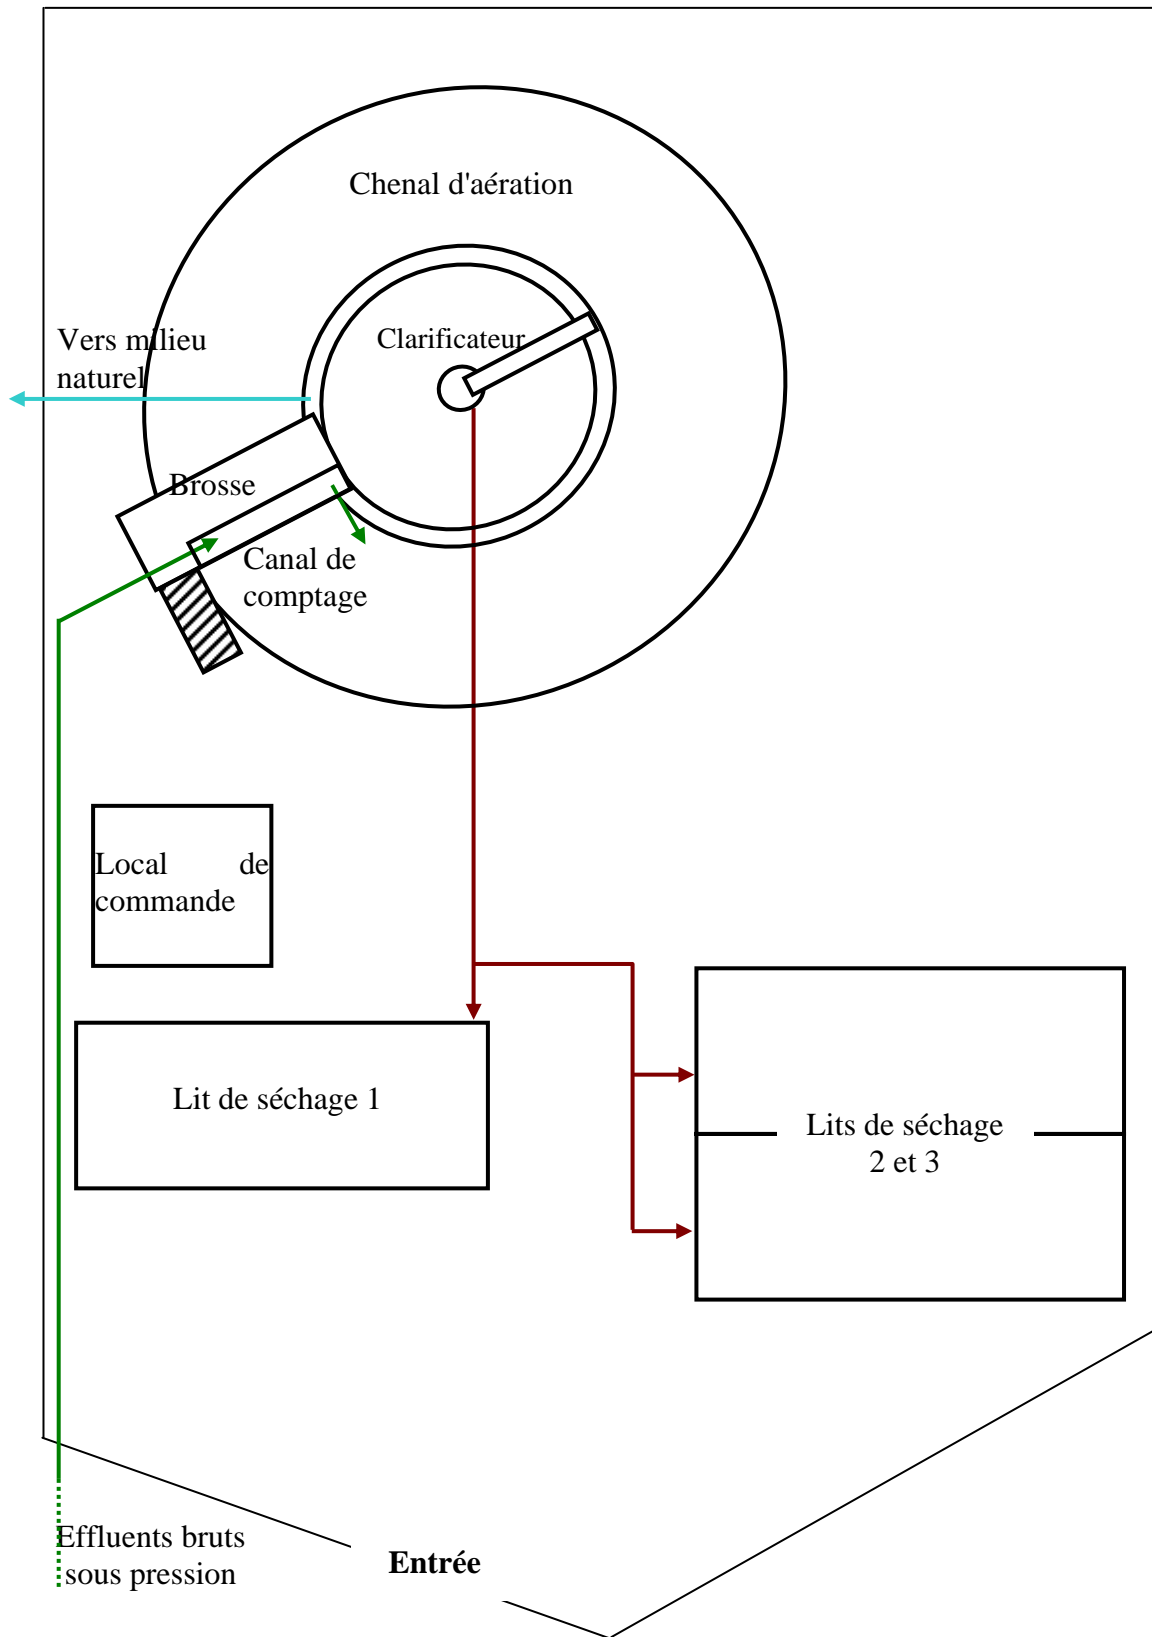 Chenal d'aération
Clarificateur
Vers milieu
naturel
Brosse
Canal de
comptage
Local de
commande
Lit de séchage 1
Lits de séchage
2 et 3
Effluents bruts
sous pression
Entrée